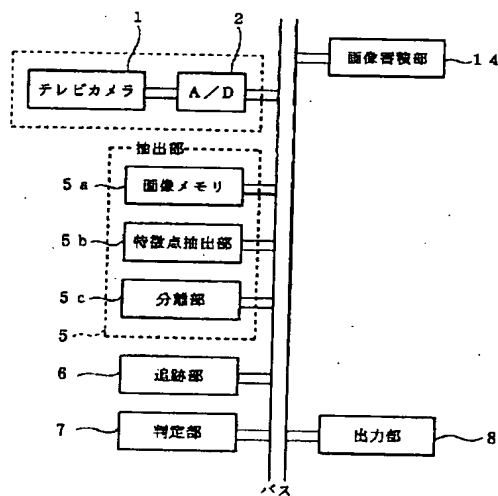 1
2
テレビカメラ
A/D
画像蓄積部
14
抽出部
5a
画像メモリ
5b
特徴点抽出部
5c
分離部
5
6
追跡部
7
判定部
出力部
8
バス